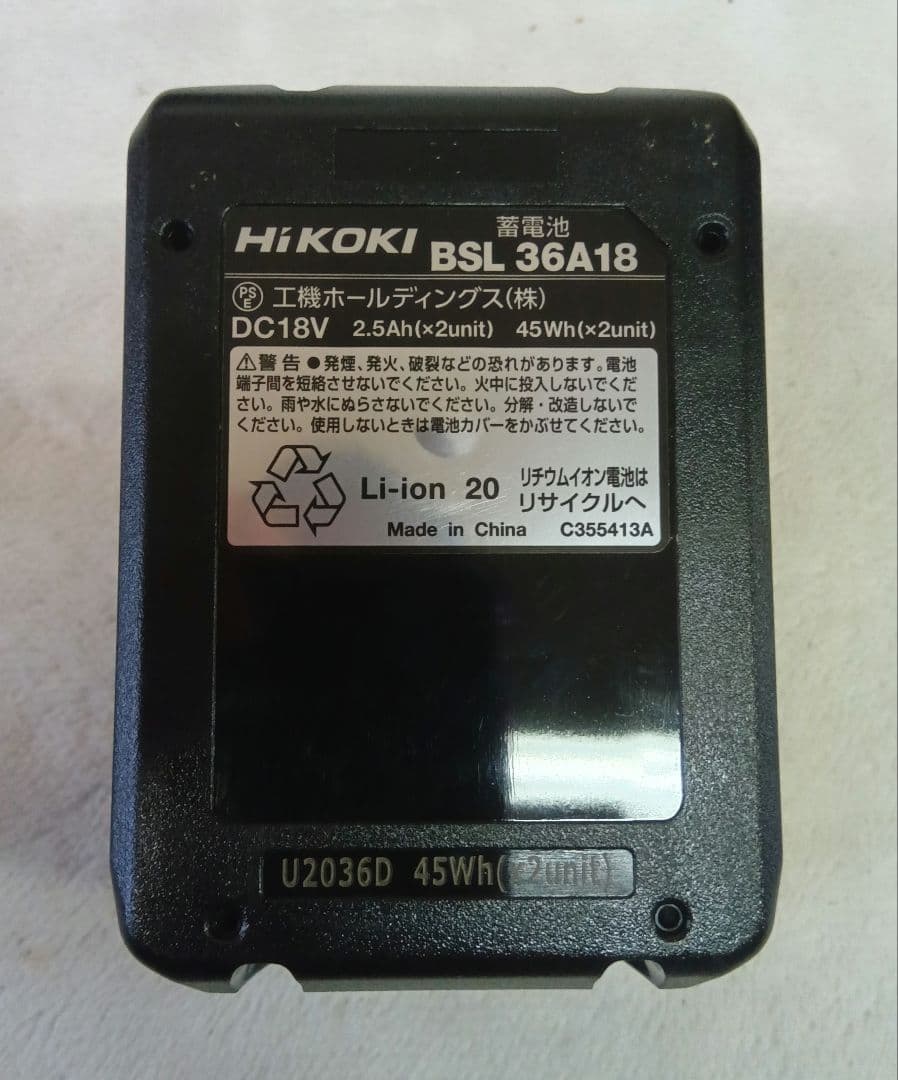 HiKOKI 蓄電池
BSL 36A18
PSE 工機ホールディングス(株)
DC18V 2.5Ah(×2unit) 45Wh(×2unit)
⚠警告 ●発煙、発火、破裂などの恐れがあります。電池
端子間を短絡させないでください。火中に投入しないでくだ
さい。雨や水にぬらさないでください。分解・改造しないで
ください。使用しないときは電池カバーをかぶせてください。
Li-ion 20 リチウムイオン電池は
リサイクルへ
Made in China C355413A
U2036D 45Wh(×2unit)